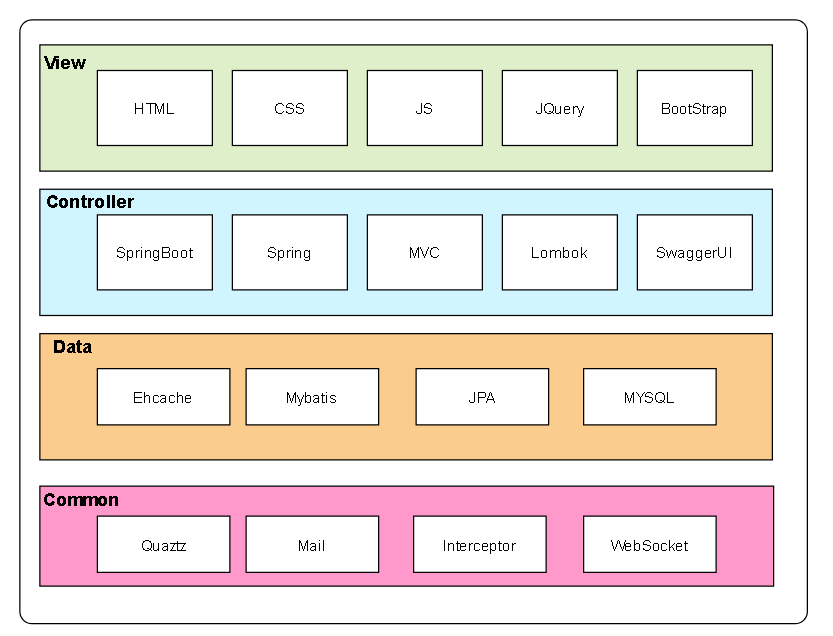 View
HTML
CSS
JS
JQuery
BootStrap
Controller
SpringBoot
Spring
MVC
Lombok
SwaggerUI
Data
Ehcache
Mybatis
JPA
MYSQL
Common
Quaztz
Mail
Interceptor
WebSocket